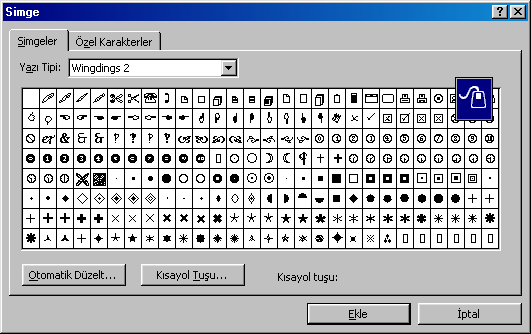 Simge
Simgeler
Özel Karakterler
Yazı Tipi:
Wingdings 2
Otomatik Düzelt...
Kısayol Tuşu...
Kısayol tuşu:
Ekle
İptal